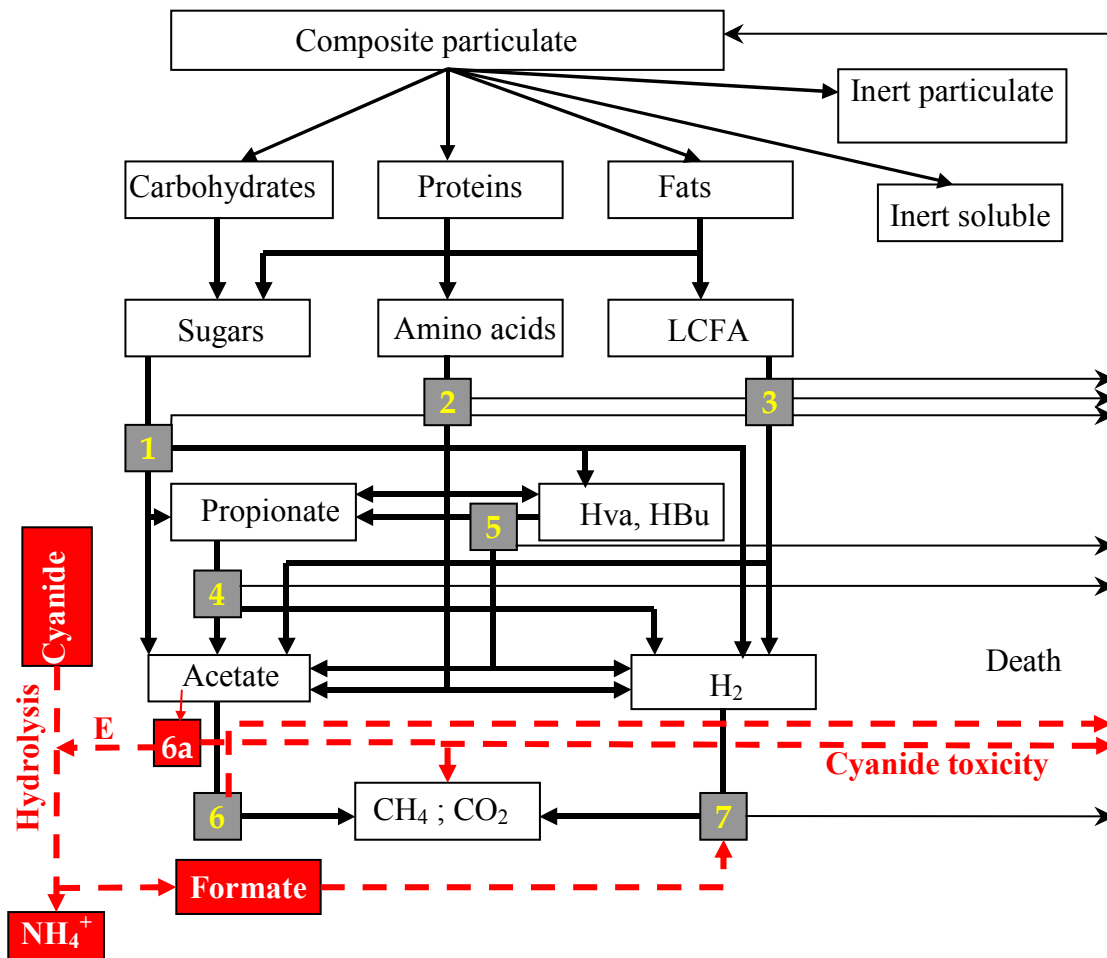 Composite particulate
Inert particulate
Carbohydrates
Proteins
Fats
Inert soluble
Sugars
Amino acids
LCFA
2
3
1
Propionate
Hva, HBu
5
4
Cyanide
Acetate
H₂
Death
Hydrolysis
E
6a
Cyanide toxicity
6
CH₄ ; CO₂
7
Formate
NH₄⁺